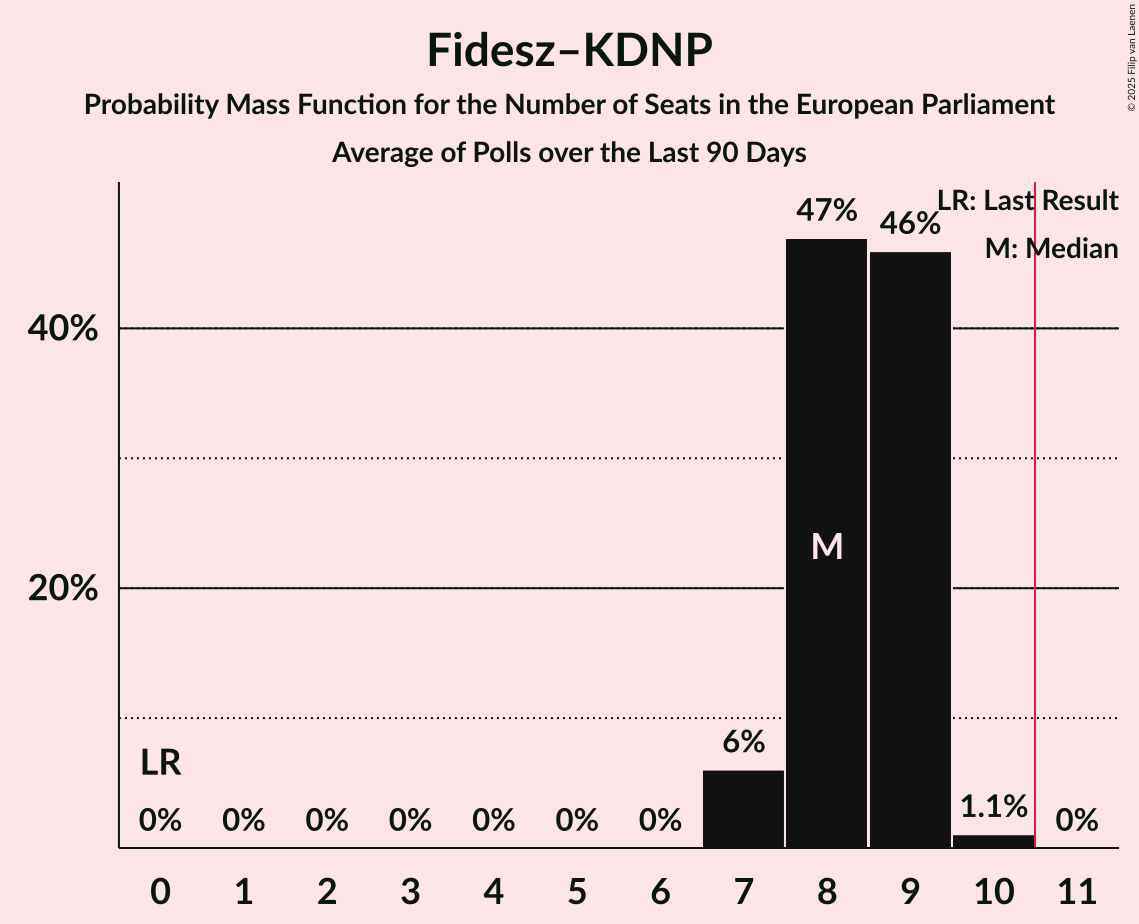 Fidesz–KDNP
Probability Mass Function for the Number of Seats in the European Parliament
Average of Polls over the Last 90 Days
© 2025 Filip van Laenen
LR: Last Result
M: Median
47%
46%
40%
M
20%
6%
LR
1.1%
0% 0% 0% 0% 0% 0% 0% 0%
0 1 2 3 4 5 6 7 8 9 10 11